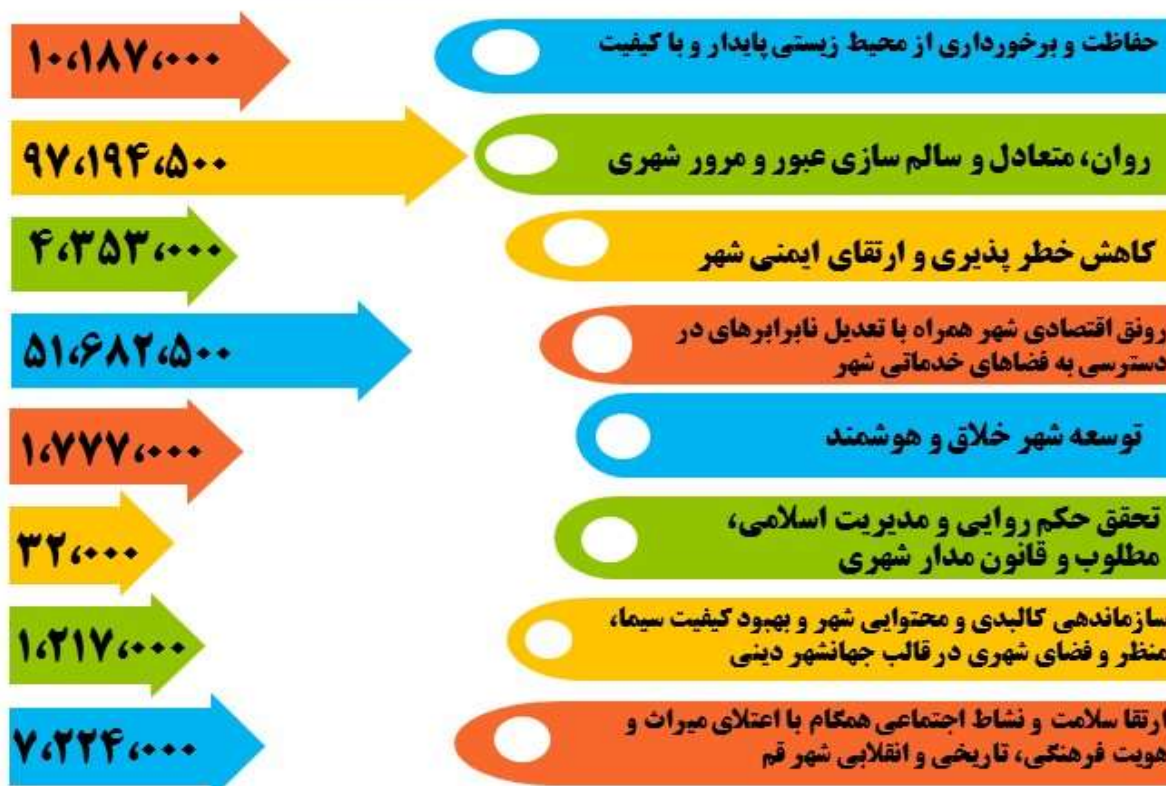 حفاظت و برخورداری از محیط زیستی پایدار و با کیفیت
۱۰،۱۸۷،۰۰۰
روان، متعادل و سالم سازی عبور و مرور شهری
۹۷،۱۹۴،۵۰۰
کاهش خطر پذیری و ارتقای ایمنی شهر
۴،۳۵۳،۰۰۰
رونق اقتصادی شهر همراه با تعدیل نابرابرهای در
دسترسی به فضاهای خدماتی شهر
۵۱،۶۸۲،۵۰۰
توسعه شهر خلاق و هوشمند
۱،۷۷۷،۰۰۰
تحقق حکم روایی و مدیریت اسلامی،
مطلوب و قانون مدار شهری
۳۲،۰۰۰
سازماندهی کالبدی و محتوایی شهر و بهبود کیفیت سیما،
منظر و فضای شهری در قالب جهانشهر دینی
۱،۲۱۷،۰۰۰
ارتقا سلامت و نشاط اجتماعی همگام با اعتلای میراث و
هویت فرهنگی، تاریخی و انقلابی شهر قم
۷،۲۲۴،۰۰۰